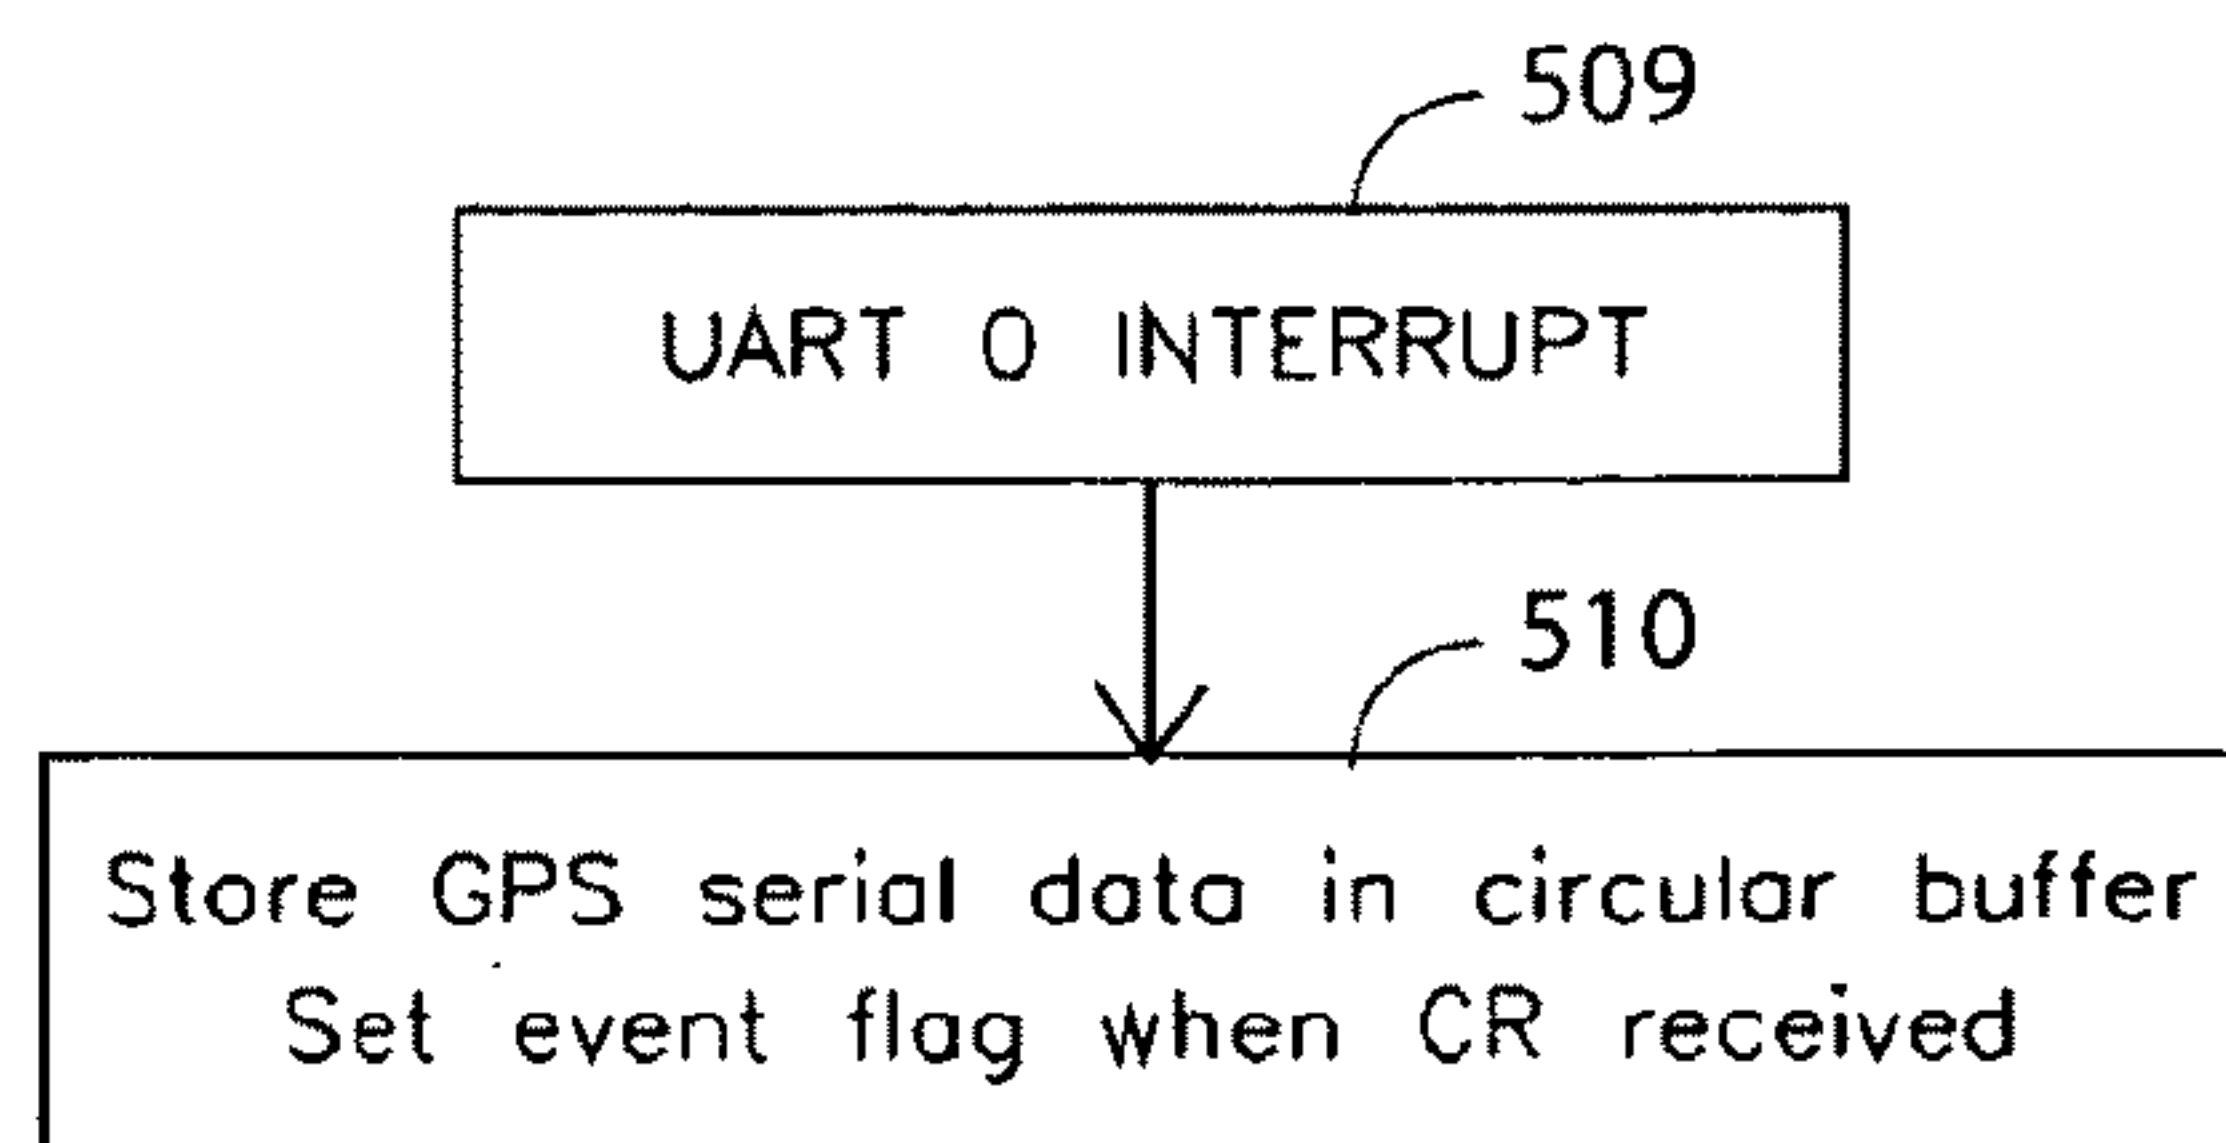 509
UART 0 INTERRUPT
510
Store GPS serial data in circular buffer
Set event flag when CR received